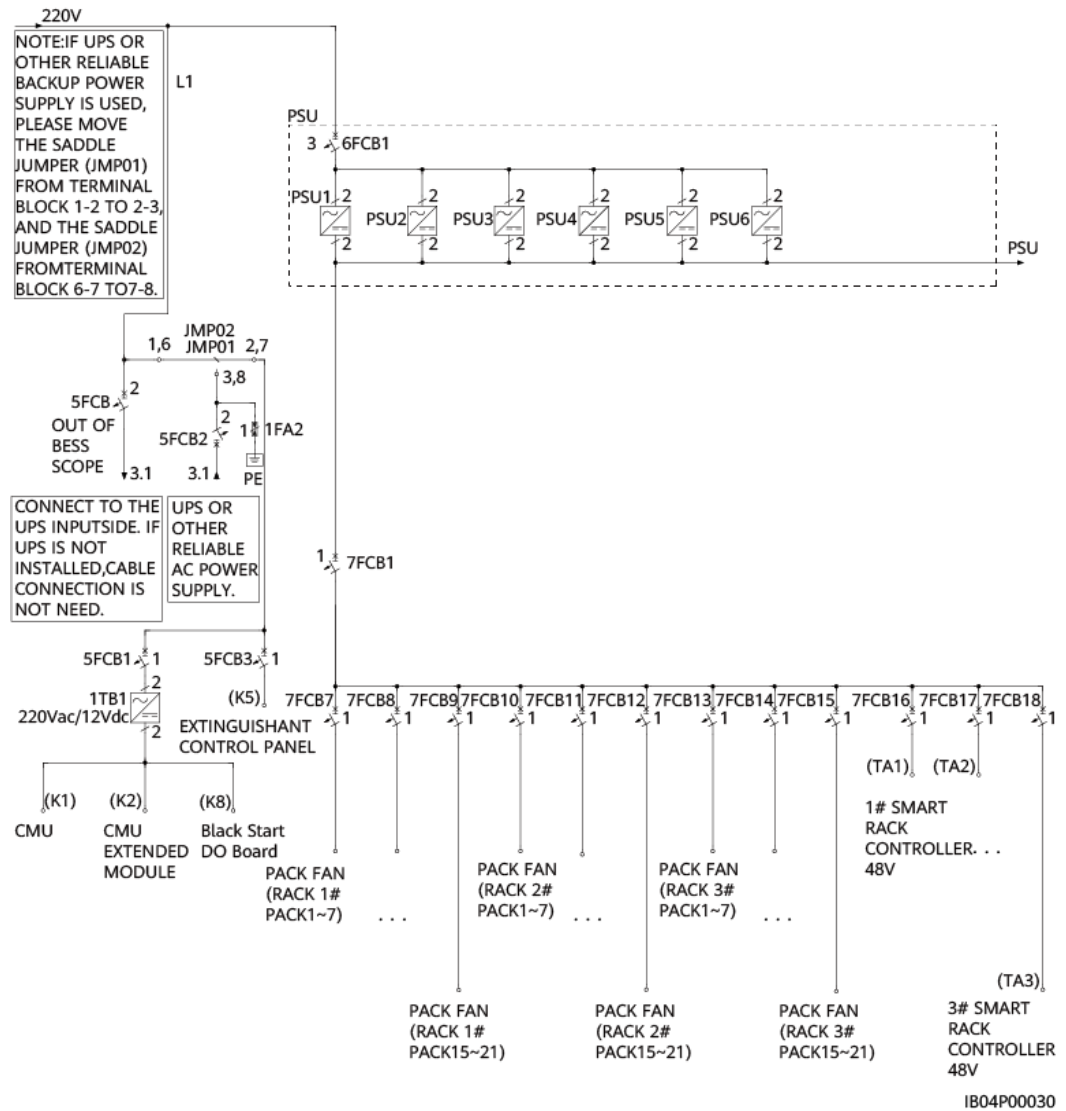 220V
NOTE:IF UPS OR
OTHER RELIABLE
BACKUP POWER
SUPPLY IS USED,
PLEASE MOVE
THE SADDLE
JUMPER (JMP01)
FROM TERMINAL
BLOCK 1-2 TO 2-3,
AND THE SADDLE
JUMPER (JMP02)
FROMTERMINAL
BLOCK 6-7 TO7-8.
L1
PSU
3 6FCB1
PSU1 2 2
PSU2 2 2
PSU3 2 2
PSU4 2 2
PSU5 2 2
PSU6 2 2
PSU
JMP02
1,6 JMP01 2,7
3,8
5FCB 2
OUT OF
BESS
SCOPE
3.1
2
5FCB2
3.1
1 1FA2
PE
CONNECT TO THE
UPS INPUTSIDE. IF
UPS IS NOT
INSTALLED,CABLE
CONNECTION IS
NOT NEED.
UPS OR
OTHER
RELIABLE
AC POWER
SUPPLY.
1 7FCB1
5FCB1 1
5FCB3 1
2
1TB1
220Vac/12Vdc
2
(K5)
EXTINGUISHANT
CONTROL PANEL
(K1)
CMU
(K2)
CMU
EXTENDED
MODULE
(K8)
Black Start
DO Board
7FCB7 1
7FCB8 1
7FCB9 1
7FCB10 1
7FCB11 1
7FCB12 1
7FCB13 1
7FCB14 1
7FCB15 1
7FCB16 1
7FCB17 1
7FCB18 1
(TA1)
(TA2)
1# SMART
RACK
CONTROLLER. . .
48V
PACK FAN
(RACK 1#
PACK1~7) . . .
PACK FAN
(RACK 2#
PACK1~7) . . .
PACK FAN
(RACK 3#
PACK1~7) . . .
PACK FAN
(RACK 1#
PACK15~21)
PACK FAN
(RACK 2#
PACK15~21)
PACK FAN
(RACK 3#
PACK15~21)
(TA3)
3# SMART
RACK
CONTROLLER
48V
IB04P00030